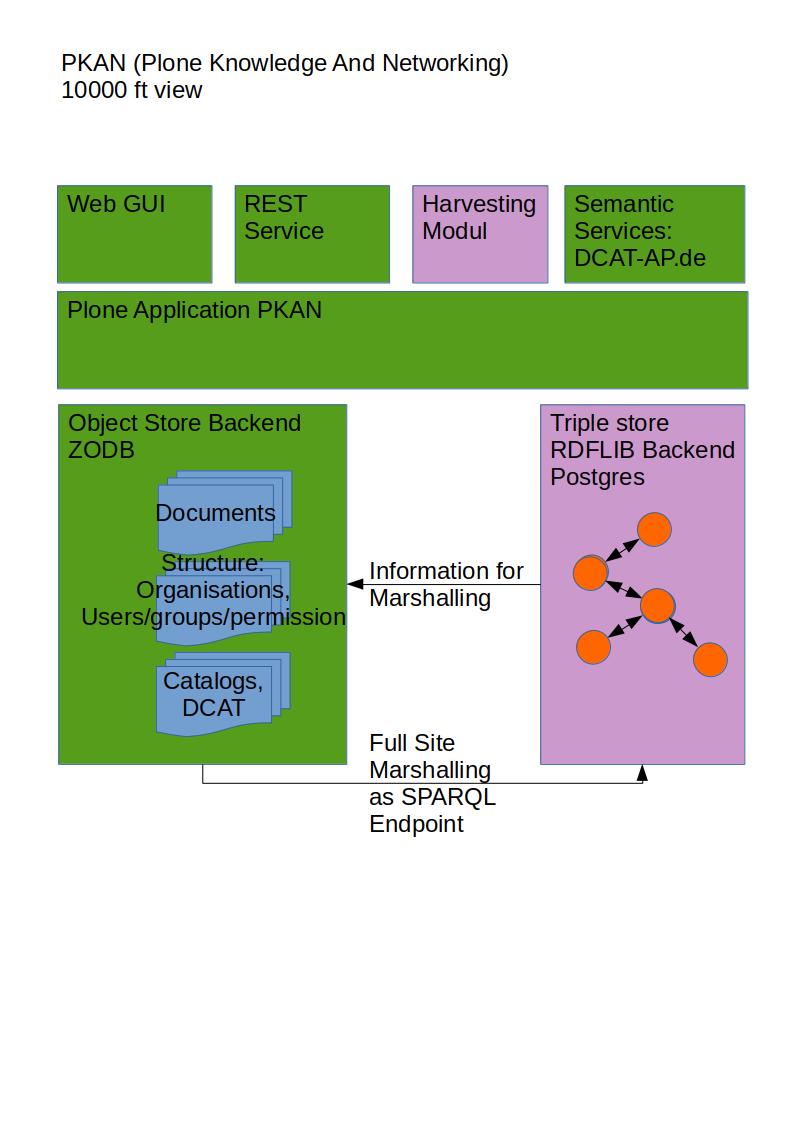 PKAN (Plone Knowledge And Networking)
10000 ft view
Web GUI
REST
Service
Harvesting
Modul
Semantic
Services:
DCAT-AP.de
Plone Application PKAN
Object Store Backend
ZODB
Documents
Structure:
Organisations,
Users/groups/permission
Catalogs,
DCAT
Information for
Marshalling
Triple store
RDFLIB Backend
Postgres
Full Site
Marshalling
as SPARQL
Endpoint